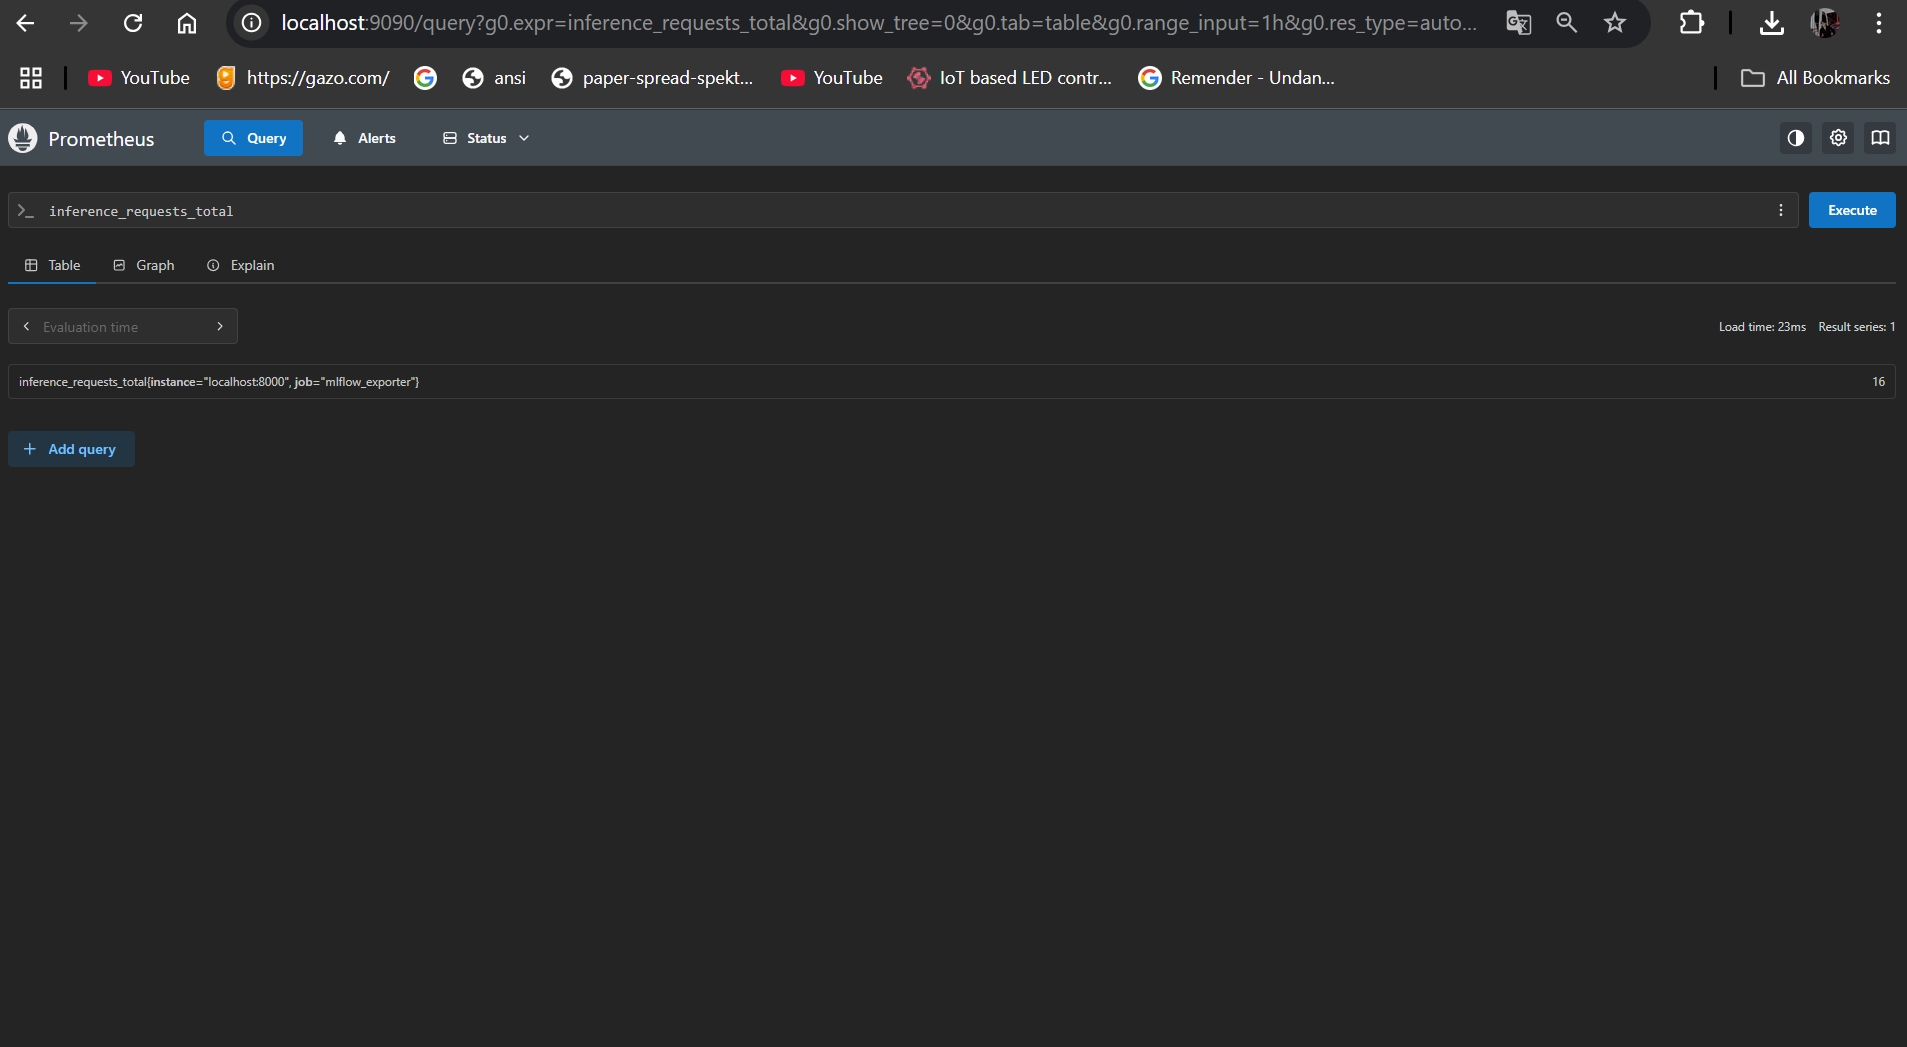 localhost:9090/query?g0.expr=inference_requests_total&g0.show_tree=0&g0.tab=table&g0.range_input=1h&g0.res_type=auto...
YouTube https://gazo.com/ ansi paper-spread-spekt... YouTube IoT based LED contr... Remender - Undan... All Bookmarks
Prometheus Query Alerts Status
>_ inference_requests_total Execute
Table Graph Explain
Evaluation time Load time: 23ms Result series: 1
inference_requests_total{instance="localhost:8000", job="mlflow_exporter"} 16
+ Add query